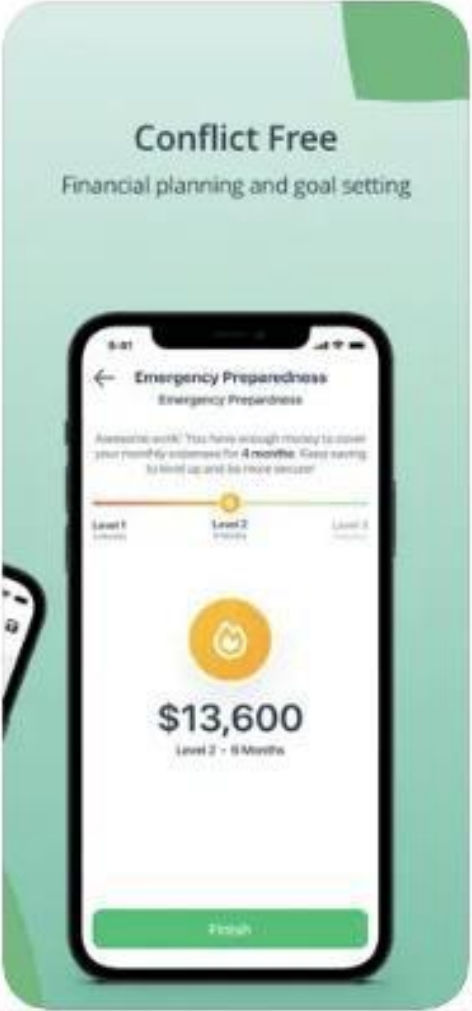 Conflict Free
Financial planning and goal setting
9:41
Emergency Preparedness
Emergency Preparedness
Awesome work! You have enough money to cover
your monthly expenses for 4 months. Keep saving
to level up and be more secure!
Level 1
Level 2
Level 3
$13,600
Level 2 - 6 Months
Finish